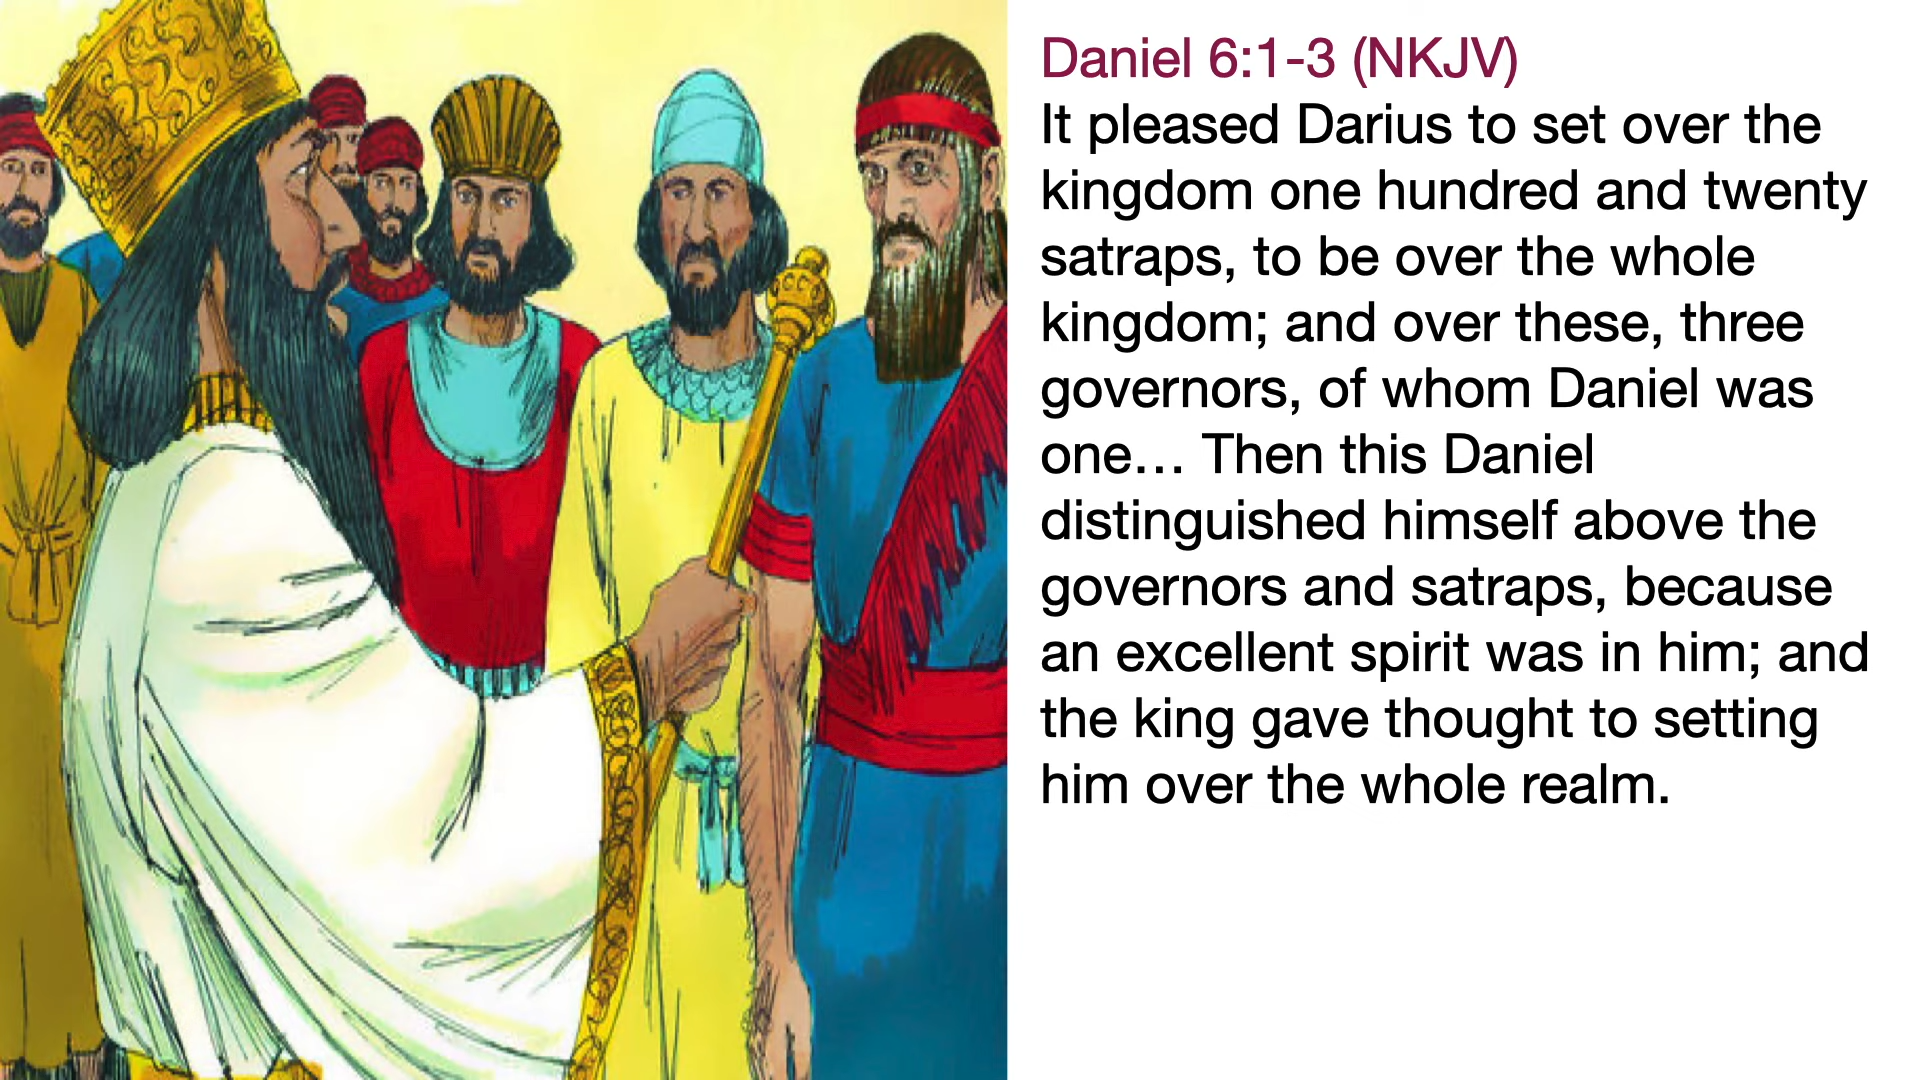 Daniel 6:1-3 (NKJV)
It pleased Darius to set over the
kingdom one hundred and twenty
satraps, to be over the whole
kingdom; and over these, three
governors, of whom Daniel was
one… Then this Daniel
distinguished himself above the
governors and satraps, because
an excellent spirit was in him; and
the king gave thought to setting
him over the whole realm.